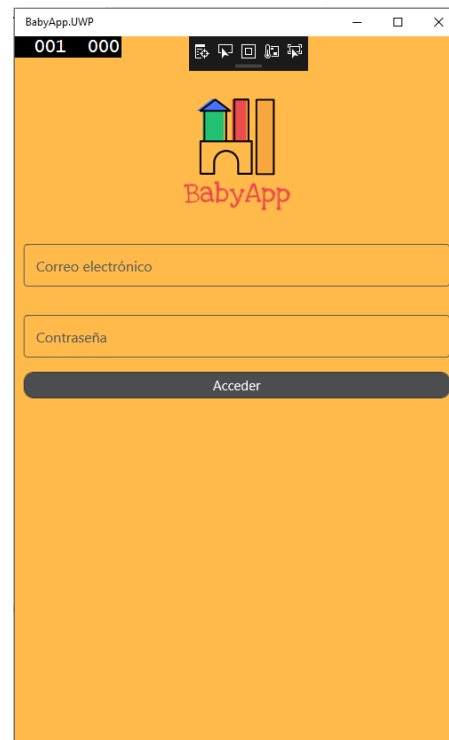 BabyApp.UWP
001 000
BabyApp
Correo electrónico
Contraseña
Acceder